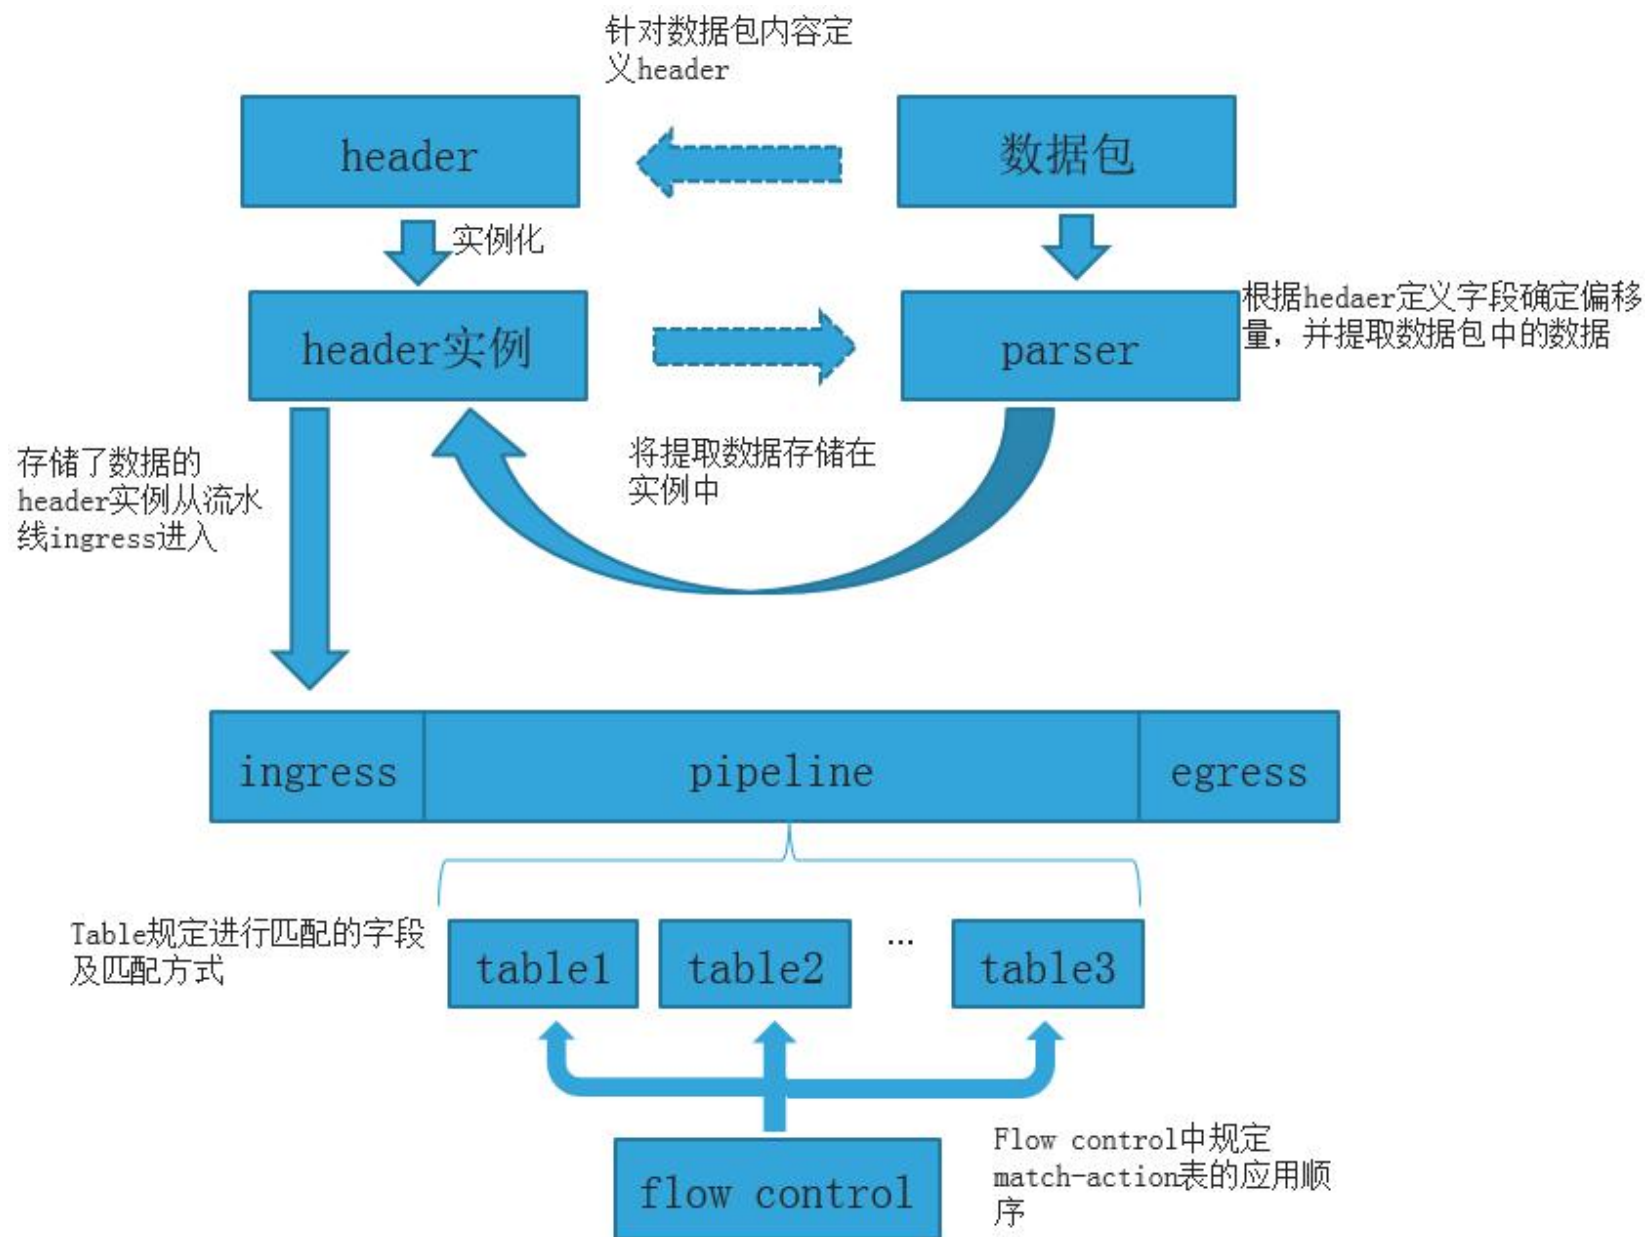 针对数据包内容定
义header
header
数据包
实例化
header实例
parser
根据hedaer定义字段确定偏移
量，并提取数据包中的数据
存储了数据的
header实例从流水
线ingress进入
将提取数据存储在
实例中
ingress
pipeline
egress
Table规定进行匹配的字段
及匹配方式
table1
table2
...
table3
flow control
Flow control中规定
match-action表的应用顺
序